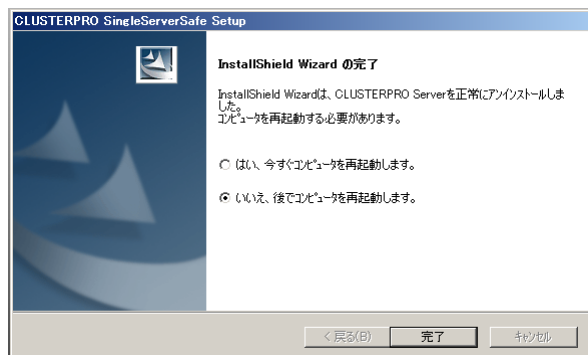 CLUSTERPRO SingleServerSafe Setup
InstallShield Wizard の完了
InstallShield Wizardは、CLUSTERPRO Serverを正常にアンインストールしま
した。
コンピュータを再起動する必要があります。
はい、今すぐコンピュータを再起動します。
いいえ、後でコンピュータを再起動します。
< 戻る(B)
完了
キャンセル